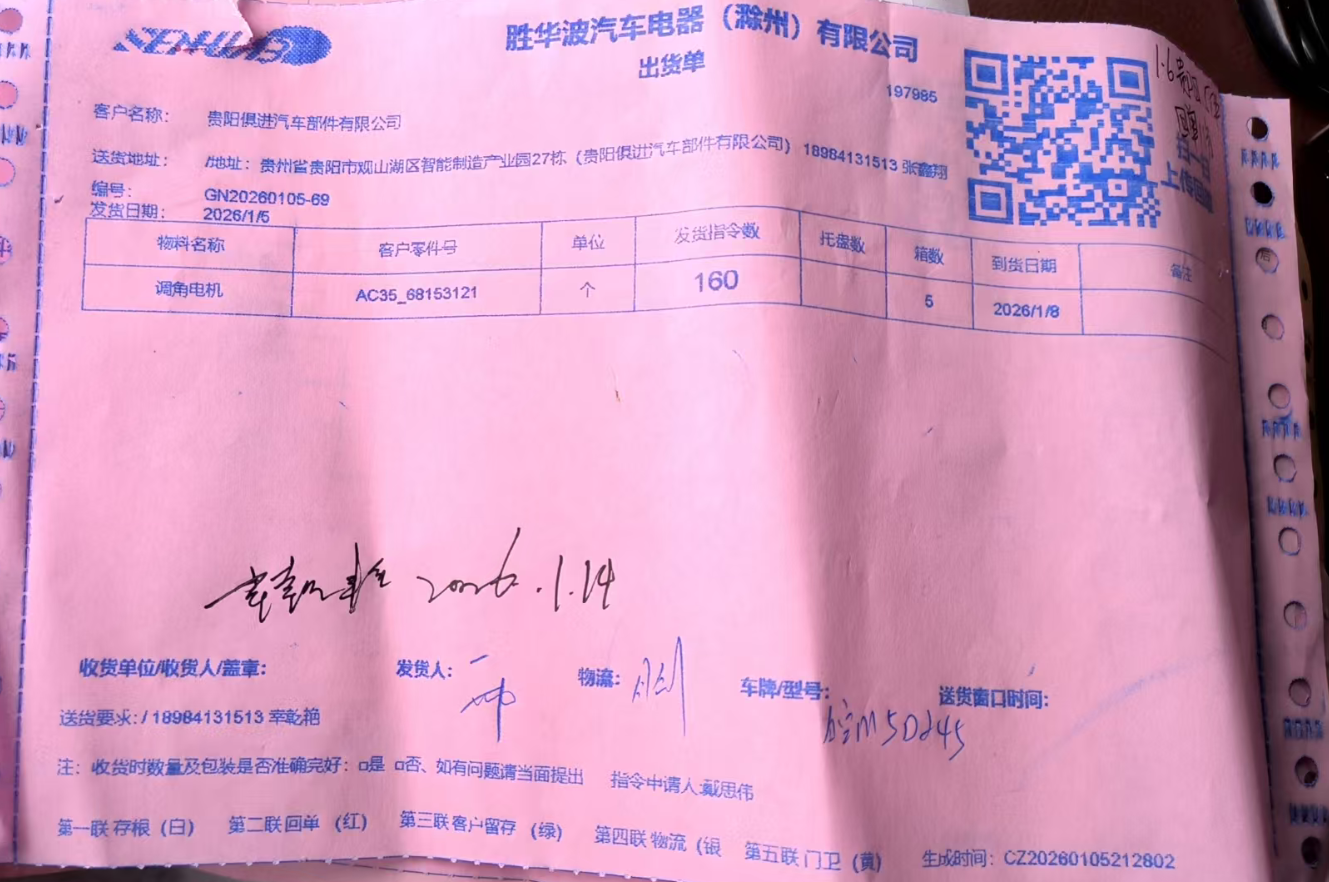 SENHUB
胜华波汽车电器（滁州）有限公司
出货单
197985
客户名称： 贵阳俱进汽车部件有限公司
送货地址： /地址：贵州省贵阳市观山湖区智能制造产业园27栋（贵阳俱进汽车部件有限公司）18984131513 张鑫翔
编号： GN20260105-69
发货日期： 2026/1/5
扫一扫
物料名称 客户零件号 单位 发货指令数 托盘数 箱数 到货日期 备注
调角电机 AC35_68153121 个 160 5 2026/1/8
2026.1.14
收货单位/收货人/盖章： 发货人： 物流： 车牌/型号： 送货窗口时间：
送货要求：/ 18984131513 幸乾艳
注：收货时数量及包装是否准确完好：□是 □否、如有问题请当面提出 指令申请人:戴思伟
第一联存根（白） 第二联回单（红） 第三联客户留存（绿） 第四联物流（银 第五联门卫（黄） 生成时间：CZ20260105212802